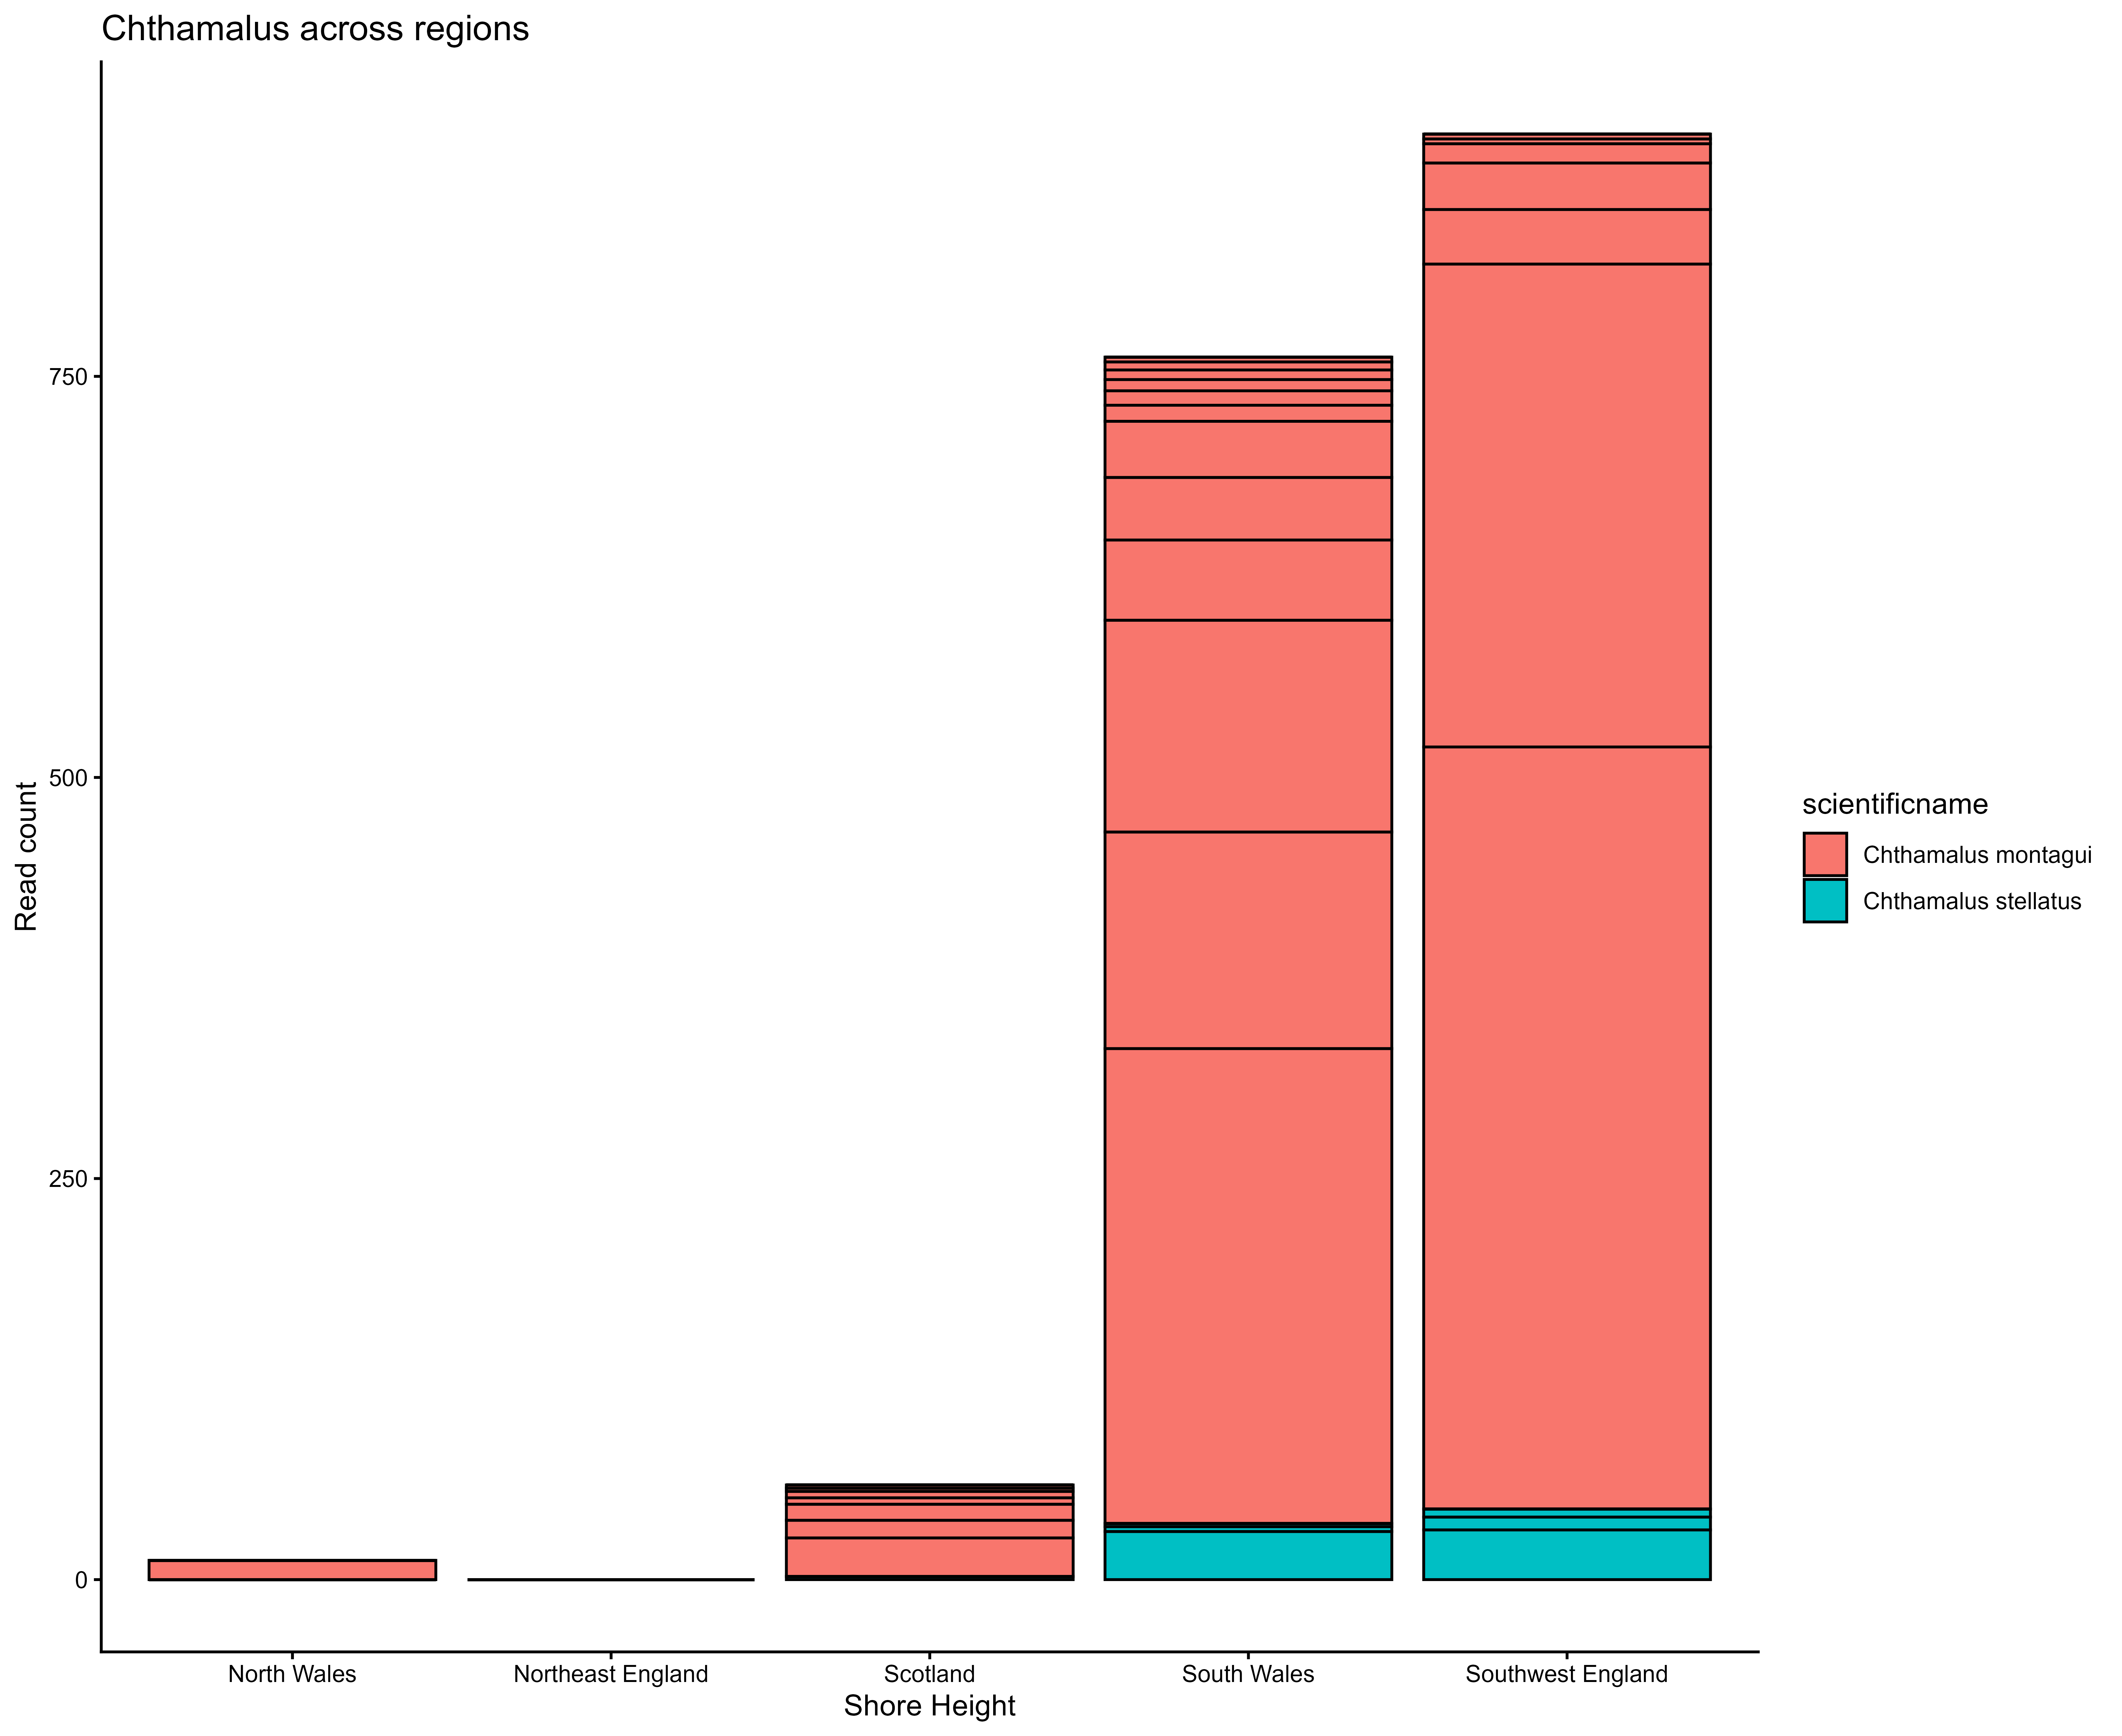 Chthamalus across regions
Read count
750
500
250
0
North Wales
Northeast England
Scotland
South Wales
Southwest England
Shore Height
scientificname
Chthamalus montagui
Chthamalus stellatus